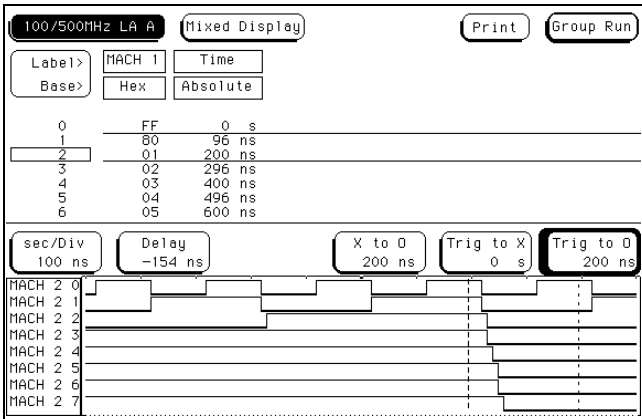 100/500MHz LA A Mixed Display Print Group Run
Label> MACH 1 Time
Base> Hex Absolute
0 FF 0 s
1 80 96 ns
2 01 200 ns
3 02 296 ns
4 03 400 ns
5 04 496 ns
6 05 600 ns
sec/Div Delay X to O Trig to X Trig to O
100 ns -154 ns 200 ns 0 s 200 ns
MACH 2 0
MACH 2 1
MACH 2 2
MACH 2 3
MACH 2 4
MACH 2 5
MACH 2 6
MACH 2 7